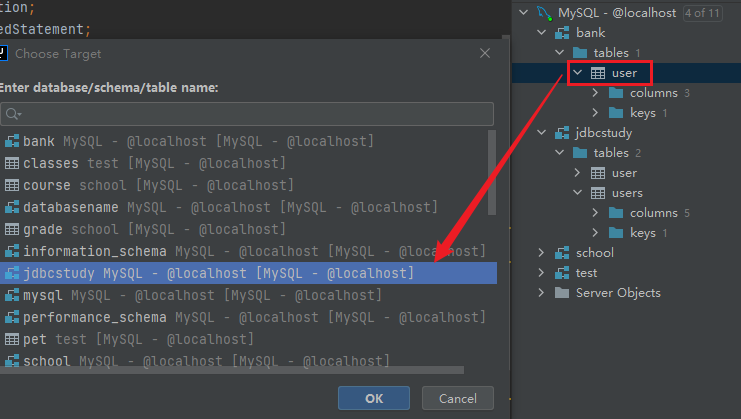 tion;
edStatement;
Choose Target
Enter database/schema/table name:
bank MySQL - @localhost [MySQL - @localhost]
classes test [MySQL - @localhost]
course school [MySQL - @localhost]
databasename MySQL - @localhost [MySQL - @localhost]
grade school [MySQL - @localhost]
information_schema MySQL - @localhost [MySQL - @localhost]
jdbcstudy MySQL - @localhost [MySQL - @localhost]
mysql MySQL - @localhost [MySQL - @localhost]
performance_schema MySQL - @localhost [MySQL - @localhost]
pet test [MySQL - @localhost]
school MySQL - @localhost [MySQL - @localhost]
OK Cancel
MySQL - @localhost 4 of 11
bank
tables 1
user
columns 3
keys 1
jdbcstudy
tables 2
user
users
columns 5
keys 1
school
test
Server Objects